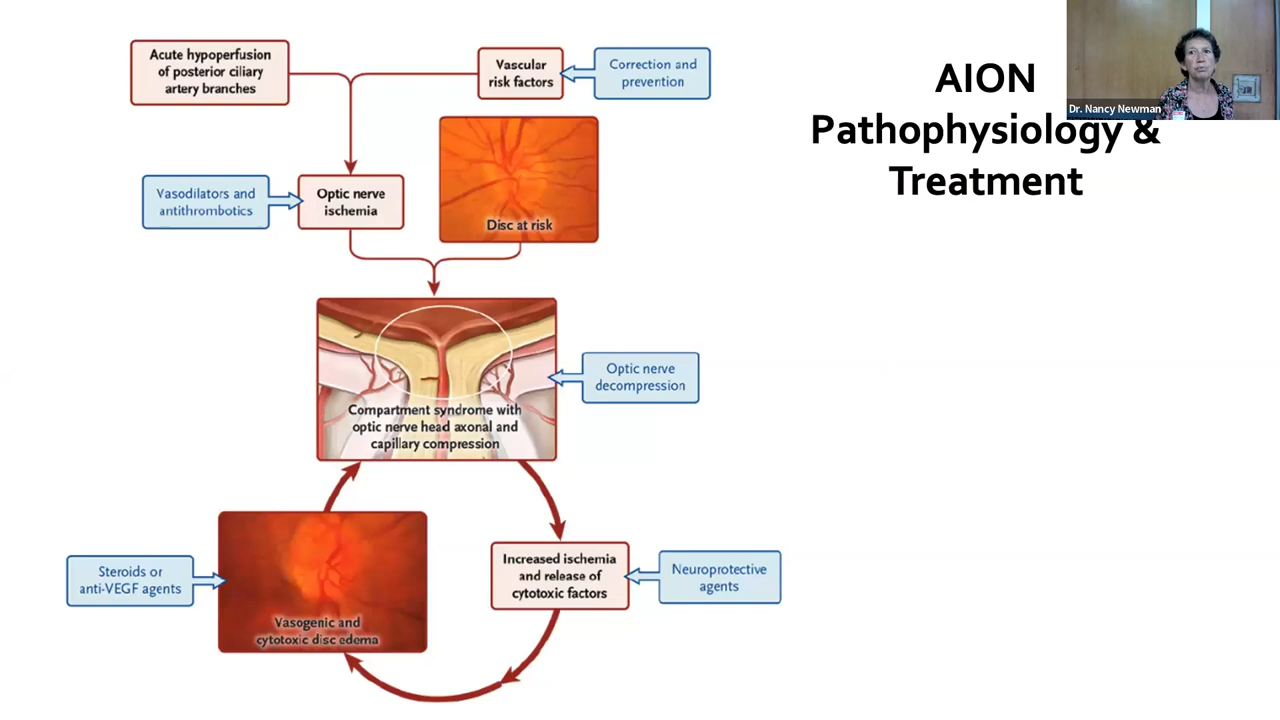 Acute hypoperfusion
of posterior ciliary
artery branches
Vascular
risk factors
Correction and
prevention
AION
Pathophysiology &
Treatment
Dr. Nancy Newman
Vasodilators and
antithrombotics
Optic nerve
ischemia
Disc at risk
Compartment syndrome with
optic nerve head axonal and
capillary compression
Optic nerve
decompression
Steroids or
anti-VEGF agents
Vasogenic and
cytotoxic disc edema
Increased ischemia
and release of
cytotoxic factors
Neuroprotective
agents